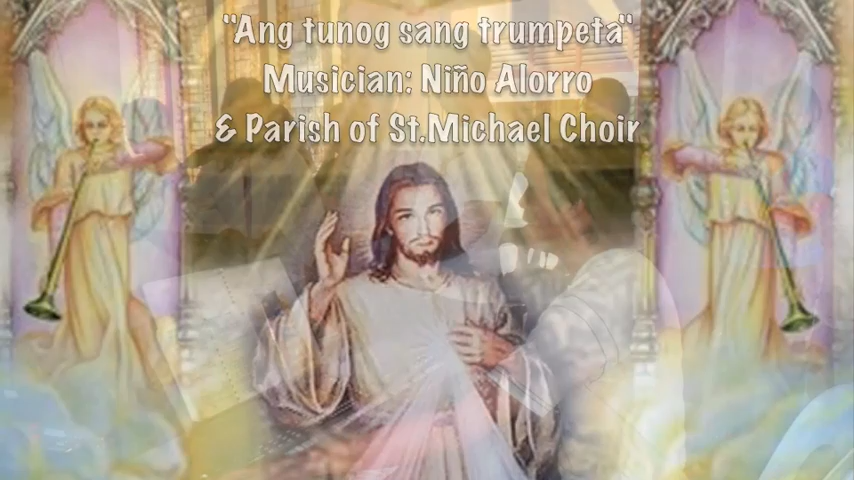 "Ang tunog sang trumpeta"
Musician: Niño Alorro
& Parish of St.Michael Choir